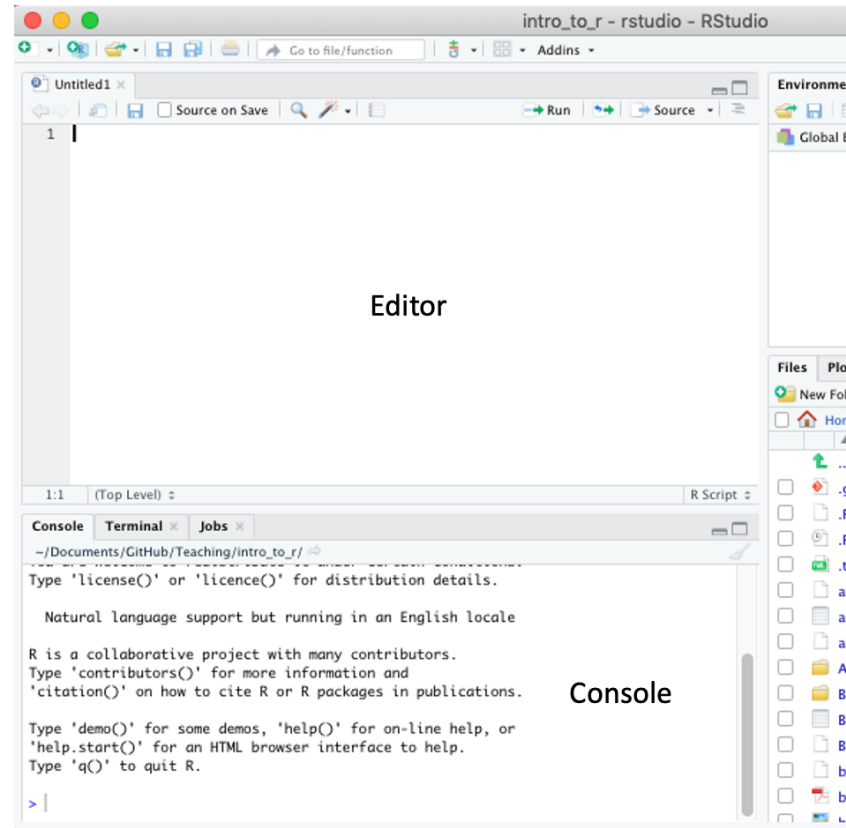 intro_to_r - rstudio - RStudio
Go to file/function
Addins
Untitled1
Source on Save
Run
Source
1
Editor
1:1
(Top Level)
R Script
Console
Terminal
Jobs
~/Documents/GitHub/Teaching/intro_to_r/
Type 'license()' or 'licence()' for distribution details.
Natural language support but running in an English locale
R is a collaborative project with many contributors.
Type 'contributors()' for more information and
'citation()' on how to cite R or R packages in publications.
Console
Type 'demo()' for some demos, 'help()' for on-line help, or
'help.start()' for an HTML browser interface to help.
Type 'q()' to quit R.
>
Environme
Global E
Files
Plo
New Fol
Hor
..
.g
.F
.F
.t
a
a
a
A
B
B
B
b
b